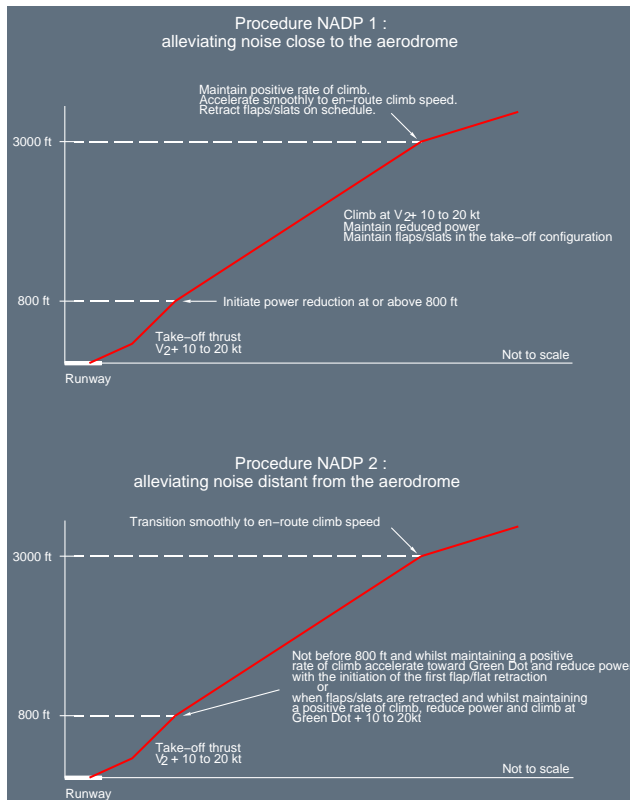 Procedure NADP 1 :
alleviating noise close to the aerodrome
Maintain positive rate of climb.
Accelerate smoothly to en−route climb speed.
Retract flaps/slats on schedule.
3000 ft
Climb at V2+ 10 to 20 kt
Maintain reduced power
Maintain flaps/slats in the take−off configuration
800 ft
Initiate power reduction at or above 800 ft
Take−off thrust
V2+ 10 to 20 kt
Not to scale
Runway
Procedure NADP 2 :
alleviating noise distant from the aerodrome
Transition smoothly to en−route climb speed
3000 ft
Not before 800 ft and whilst maintaining a positive
rate of climb accelerate toward Green Dot and reduce power
with the initiation of the first flap/flat retraction
or
when flaps/slats are retracted and whilst maintaining
a positive rate of climb, reduce power and climb at
Green Dot + 10 to 20kt
800 ft
Take−off thrust
V2 + 10 to 20 kt
Not to scale
Runway